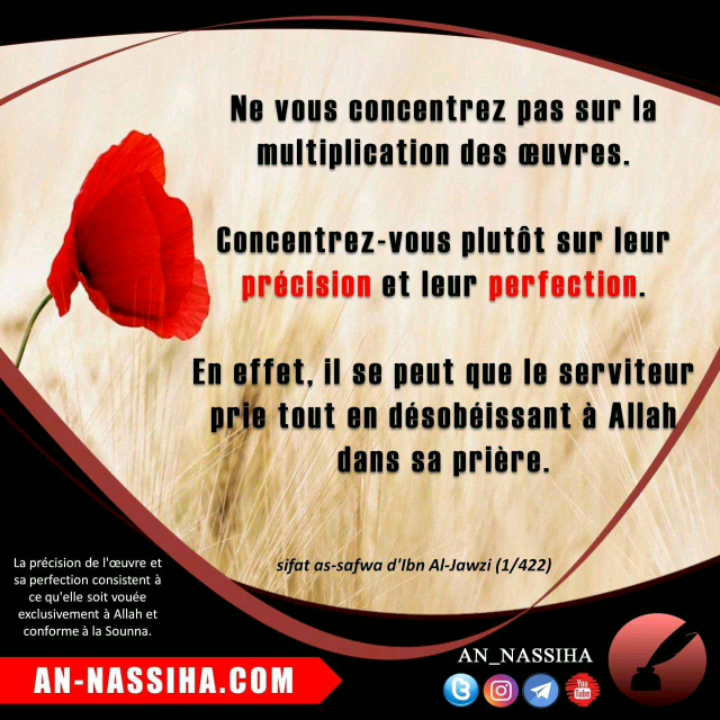 Ne vous concentrez pas sur la
multiplication des œuvres.
Concentrez-vous plutôt sur leur
précision et leur perfection.
En effet, il se peut que le serviteur
prie tout en désobéissant à Allah
dans sa prière.
sifat as-safwa d'Ibn Al-Jawzi (1/422)
La précision de l'œuvre et
sa perfection consistent à
ce qu'elle soit vouée
exclusivement à Allah et
conforme à la Sounna.
AN-NASSIHA.COM
AN_NASSIHA
You
Tube